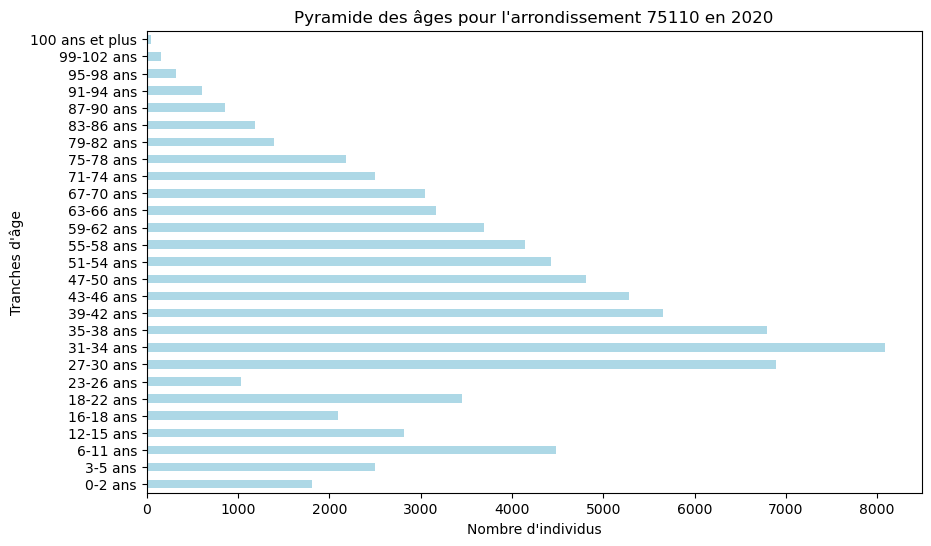 Pyramide des âges pour l'arrondissement 75110 en 2020
100 ans et plus
99-102 ans
95-98 ans
91-94 ans
87-90 ans
83-86 ans
79-82 ans
75-78 ans
71-74 ans
67-70 ans
63-66 ans
59-62 ans
55-58 ans
51-54 ans
47-50 ans
43-46 ans
39-42 ans
35-38 ans
31-34 ans
27-30 ans
23-26 ans
18-22 ans
16-18 ans
12-15 ans
6-11 ans
3-5 ans
0-2 ans
Tranches d'âge
0 1000 2000 3000 4000 5000 6000 7000 8000
Nombre d'individus